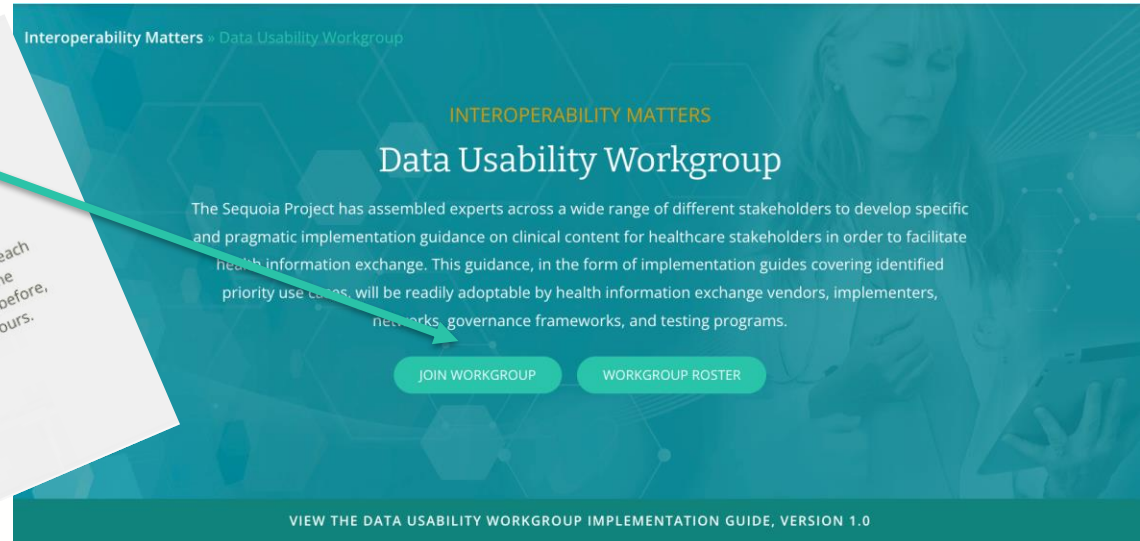 Interoperability Matters » Data Usability Workgroup
INTEROPERABILITY MATTERS
Data Usability Workgroup
The Sequoia Project has assembled experts across a wide range of different stakeholders to develop specific
and pragmatic implementation guidance on clinical content for healthcare stakeholders in order to facilitate
health information exchange. This guidance, in the form of implementation guides covering identified
priority use cases, will be readily adoptable by health information exchange vendors, implementers,
networks, governance frameworks, and testing programs.
JOIN WORKGROUP WORKGROUP ROSTER
VIEW THE DATA USABILITY WORKGROUP IMPLEMENTATION GUIDE, VERSION 1.0
each
before,